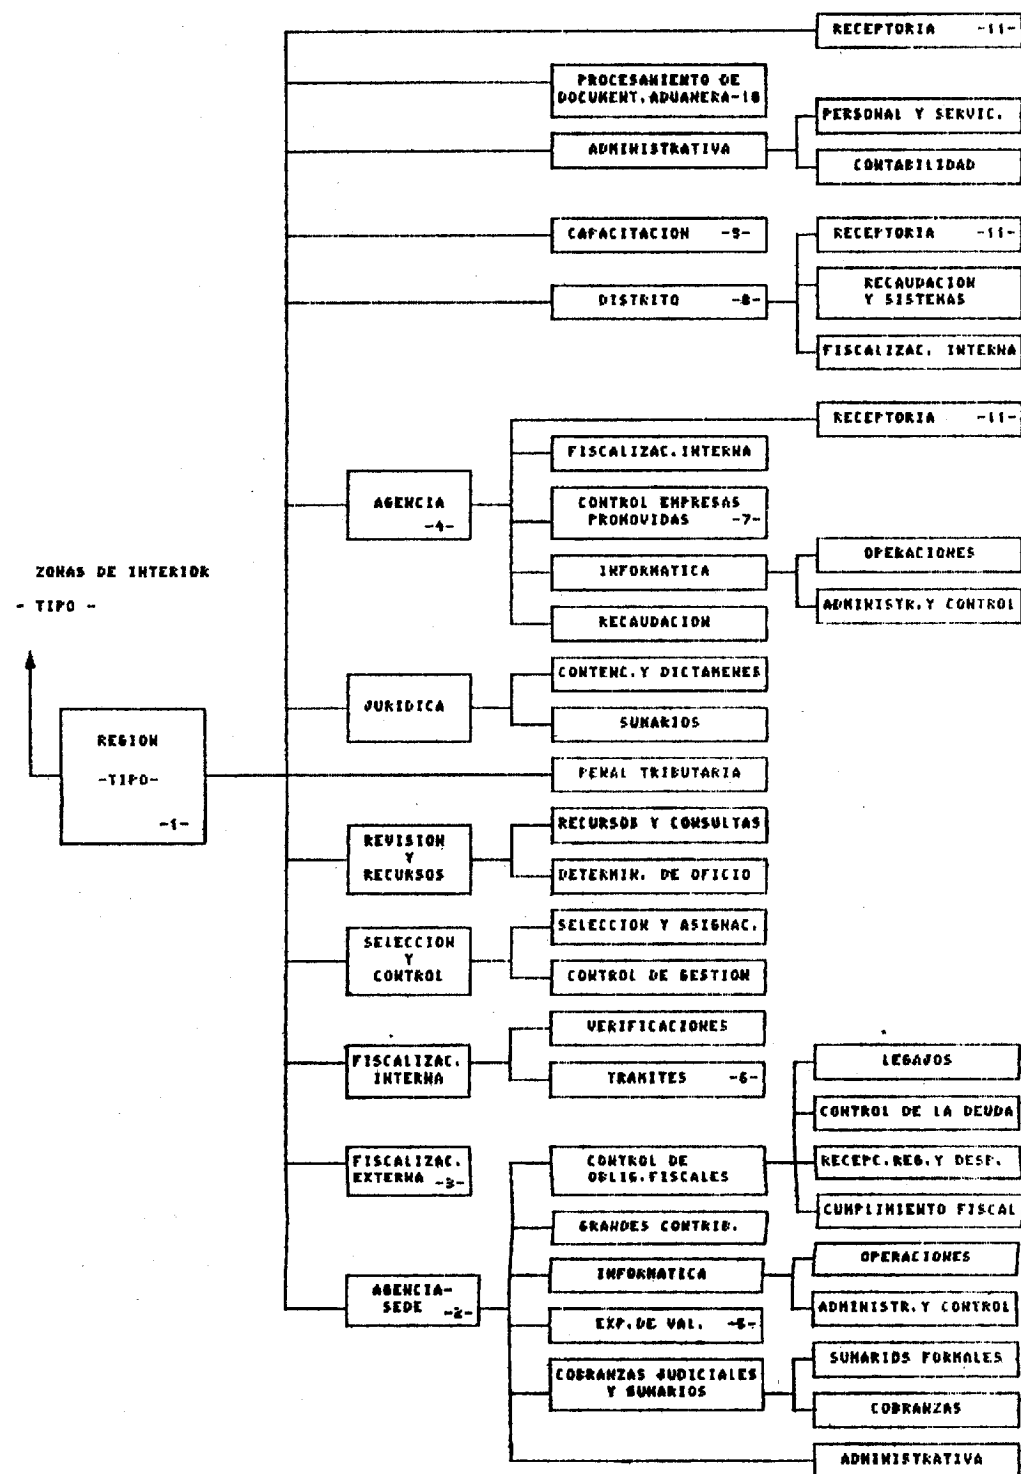 RECEPTORIA -11-
PROCESAMIENTO DE
DOCUMENT.ADUANERA-10
ADMINISTRATIVA
PERSONAL Y SERVIC.
CONTABILIDAD
CAPACITACION -9-
DISTRITO -8-
RECEPTORIA -11-
RECAUDACION
Y SISTEMAS
FISCALIZAC. INTERNA
RECEPTORIA -11-
FISCALIZAC.INTERNA
AGENCIA
-4-
CONTROL EMPRESAS
PROMOVIDAS -7-
INFORMATICA
OPERACIONES
ADMINISTR.Y CONTROL
RECAUDACION
ZONAS DE INTERIOR
- TIPO -
CONTENC.Y DICTAMENES
JURIDICA
SUMARIOS
REGION
-TIPO-
-1-
PENAL TRIBUTARIA
REVISION
Y
RECURSOS
RECURSOS Y CONSULTAS
DETERMIN. DE OFICIO
SELECCION
Y
CONTROL
SELECCION Y ASIGNAC.
CONTROL DE GESTION
FISCALIZAC.
INTERNA
VERIFICACIONES
TRAMITES -6-
LEGAJOS
CONTROL DE LA DEUDA
FISCALIZAC.
EXTERNA -3-
CONTROL DE
OBLIG.FISCALES
RECEPC.REG.Y DESP.
CUMPLIMIENTO FISCAL
GRANDES CONTRIB.
AGENCIA-
SEDE -2-
INFORMATICA
OPERACIONES
ADMINISTR.Y CONTROL
EXP.DE VAL. -5-
COBRANZAS JUDICIALES
Y SUMARIOS
SUMARIOS FORMALES
COBRANZAS
ADMINISTRATIVA